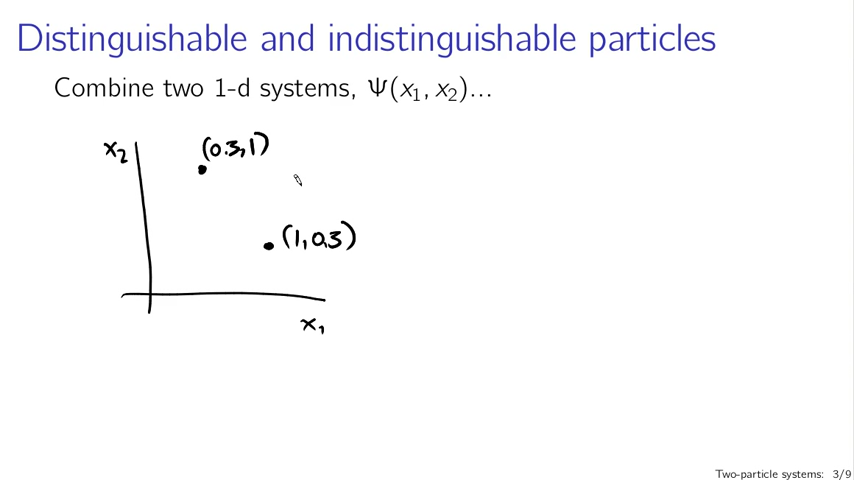 Distinguishable and indistinguishable particles
Combine two 1-d systems, Ψ(x₁, x₂)...
x₂
(0.3,1)
(1,0.3)
x₁
Two-particle systems: 3/9